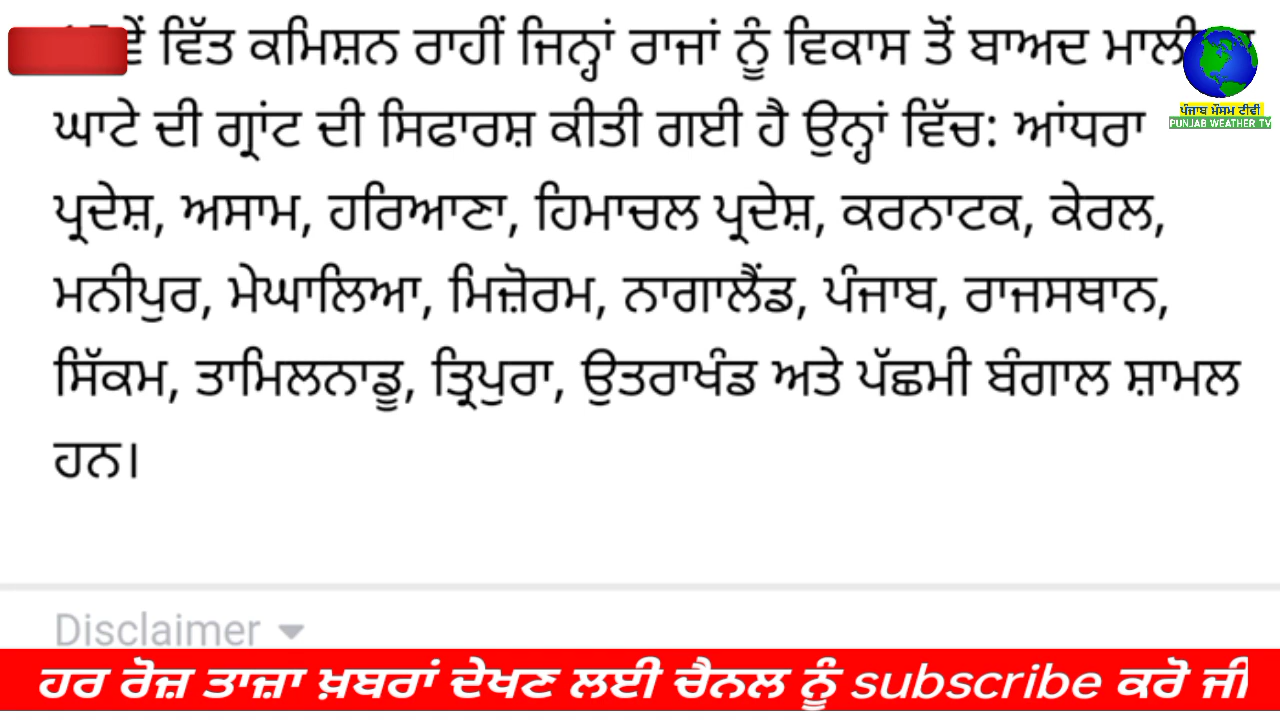 ਵਿੱਤ ਕਮਿਸ਼ਨ ਰਾਹੀਂ ਜਿਨ੍ਹਾਂ ਰਾਜਾਂ ਨੂੰ ਵਿਕਾਸ ਤੋਂ ਬਾਅਦ
ਘਾਟੇ ਦੀ ਗ੍ਰਾਂਟ ਦੀ ਸਿਫਾਰਸ਼ ਕੀਤੀ ਗਈ ਹੈ ਉਨ੍ਹਾਂ ਵਿੱਚ: ਆਂਧਰਾ
ਪ੍ਰਦੇਸ਼, ਅਸਾਮ, ਹਰਿਆਣਾ, ਹਿਮਾਚਲ ਪ੍ਰਦੇਸ਼, ਕਰਨਾਟਕ, ਕੇਰਲ,
ਮਨੀਪੁਰ, ਮੇਘਾਲਿਆ, ਮਿਜ਼ੋਰਮ, ਨਾਗਾਲੈਂਡ, ਪੰਜਾਬ, ਰਾਜਸਥਾਨ,
ਸਿੱਕਮ, ਤਾਮਿਲਨਾਡੂ, ਤ੍ਰਿਪੁਰਾ, ਉਤਰਾਖੰਡ ਅਤੇ ਪੱਛਮੀ ਬੰਗਾਲ ਸ਼ਾਮਲ
ਹਨ।
ਪੰਜਾਬ ਮੌਸਮ ਟੀਵੀ
PUNJAB WEATHER TV
Disclaimer
ਹਰ ਰੋਜ਼ ਤਾਜ਼ਾ ਖ਼ਬਰਾਂ ਦੇਖਣ ਲਈ ਚੈਨਲ ਨੂੰ subscribe ਕਰੋ ਜੀ